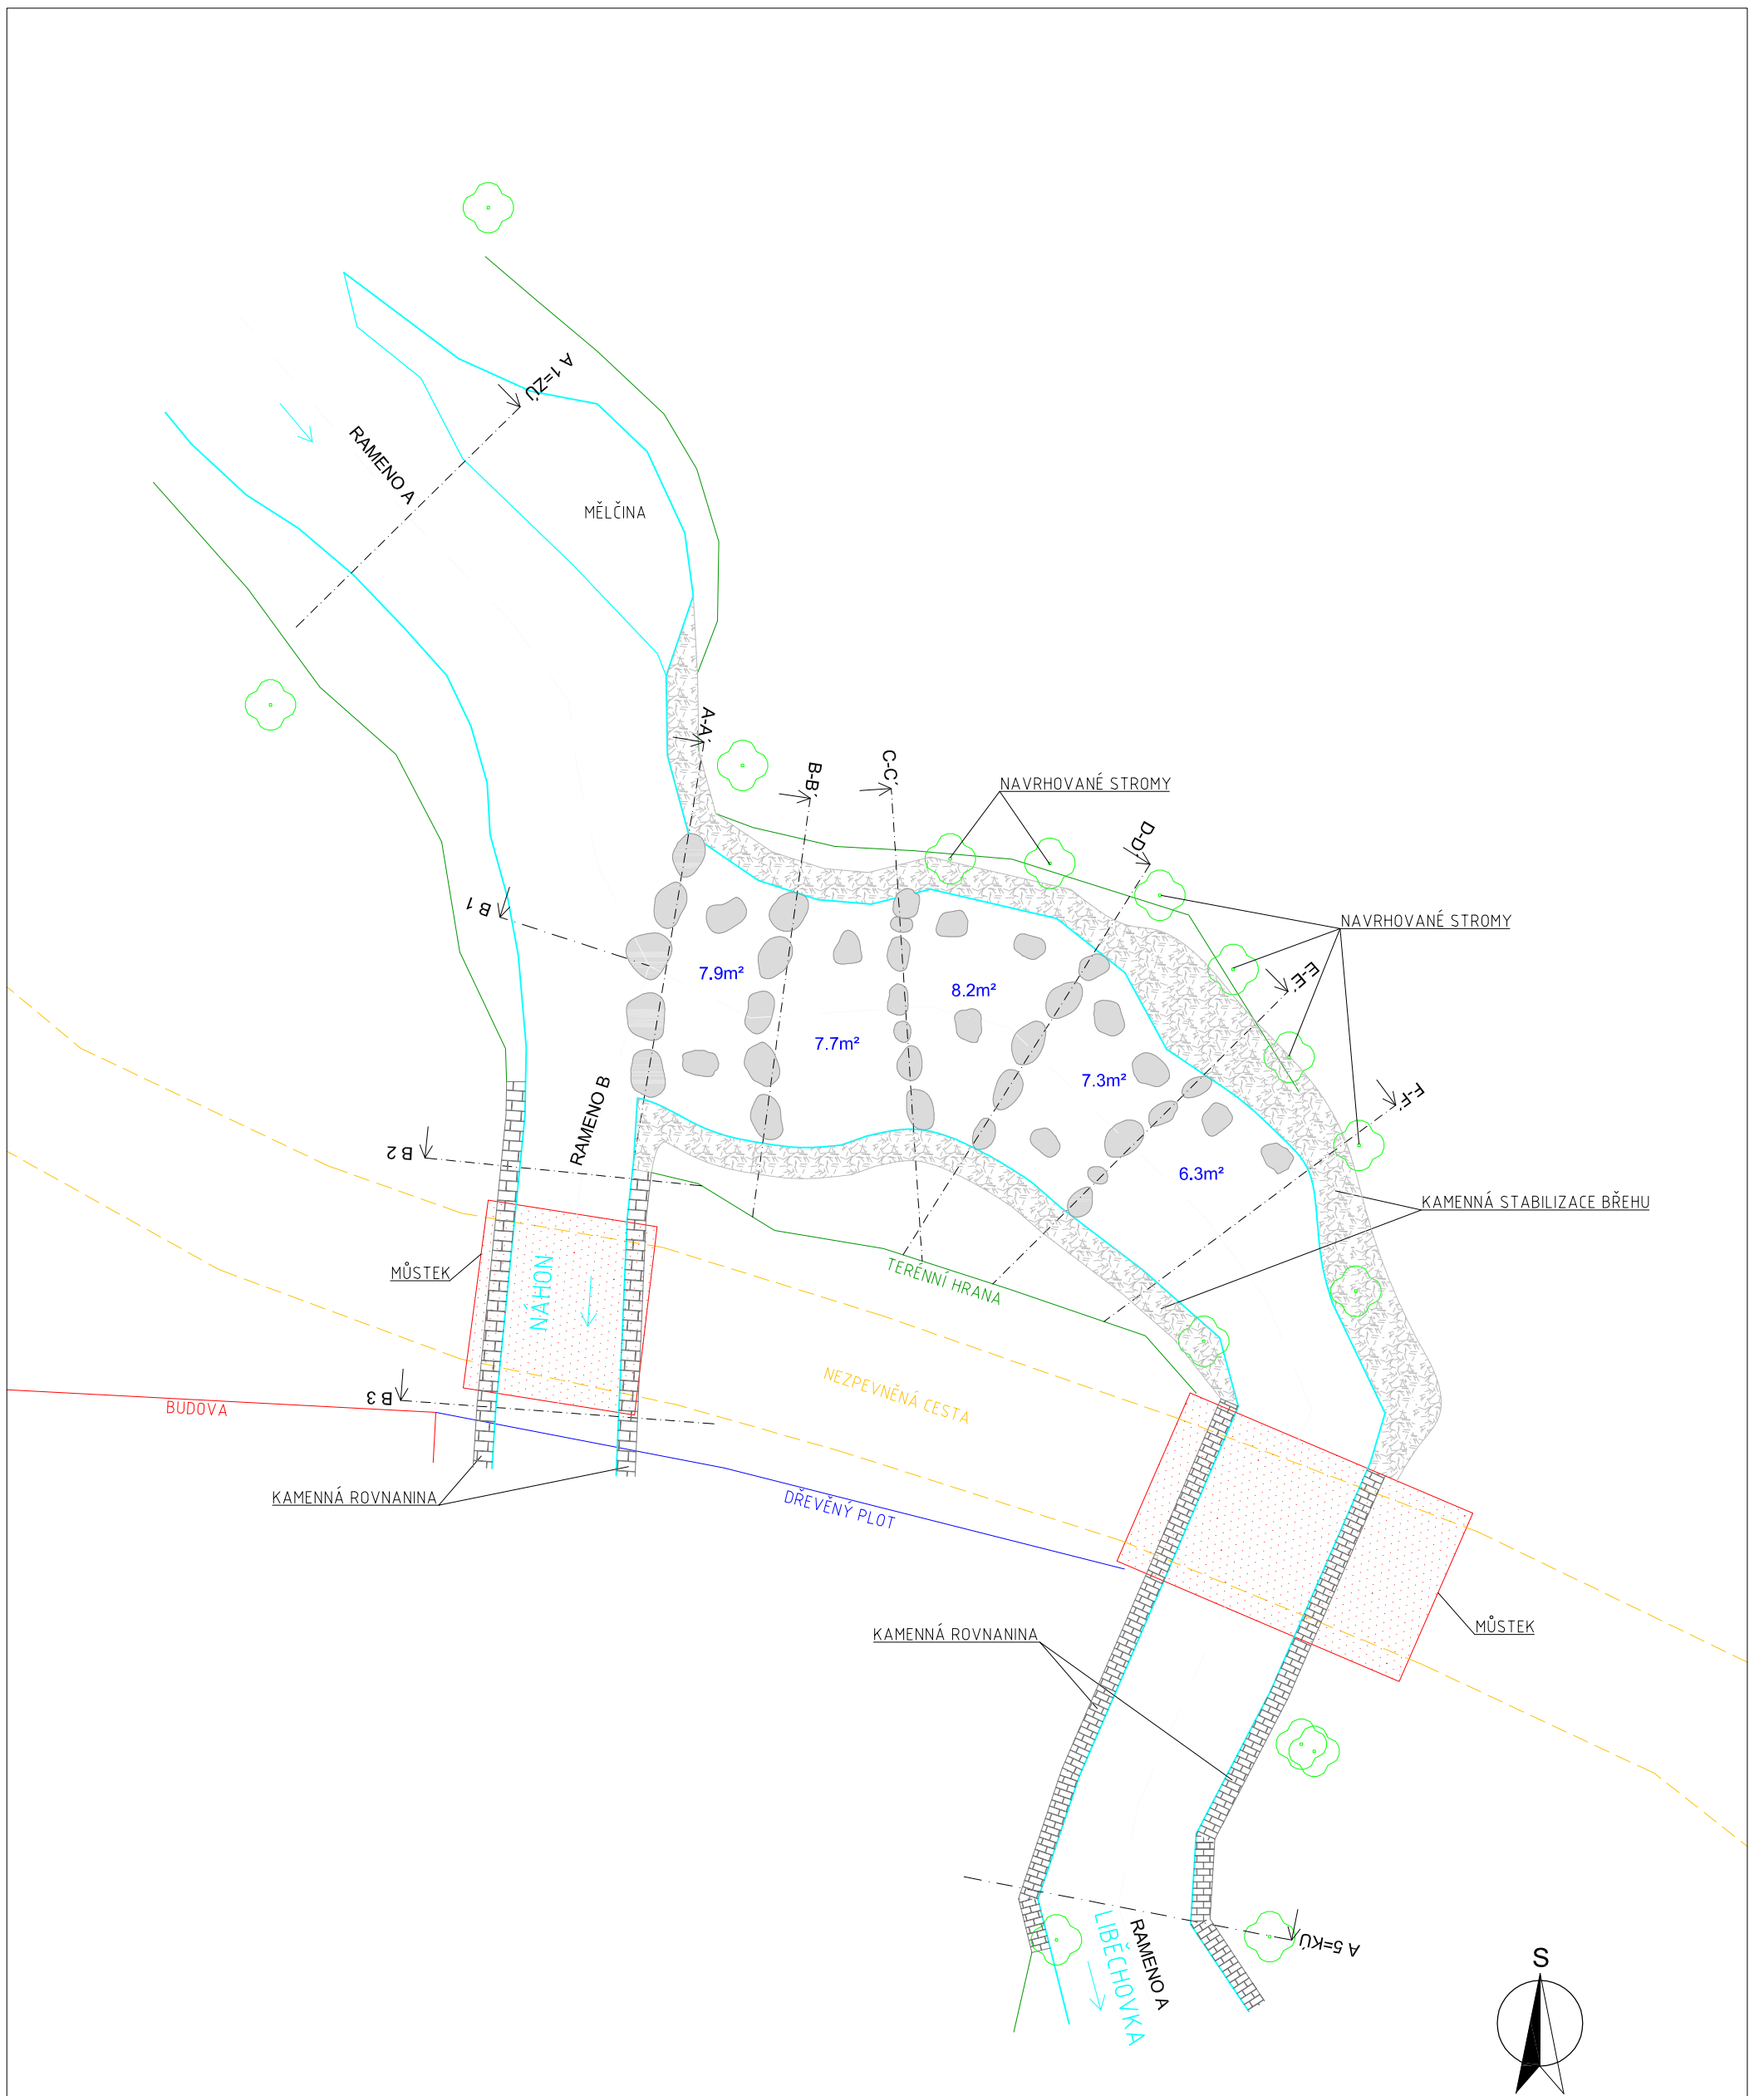 A 1=ZÚ
RAMENO A
MĚLČINA
A-A'
B-B'
C-C'
NAVRHOVANÉ STROMY
D-D'
B1
NAVRHOVANÉ STROMY
E-E'
7.9m²
8.2m²
7.7m²
7.3m²
F-F'
RAMENO B
B 2
6.3m²
KAMENNÁ STABILIZACE BŘEHU
MŮSTEK
NÁHON
TERÉNNÍ HRANA
B 3
BUDOVA
NEZPEVNĚNÁ CESTA
KAMENNÁ ROVNANINA
DŘEVĚNÝ PLOT
KAMENNÁ ROVNANINA
MŮSTEK
A 5=KÚ
LIBĚCHOVKA
RAMENO A
S